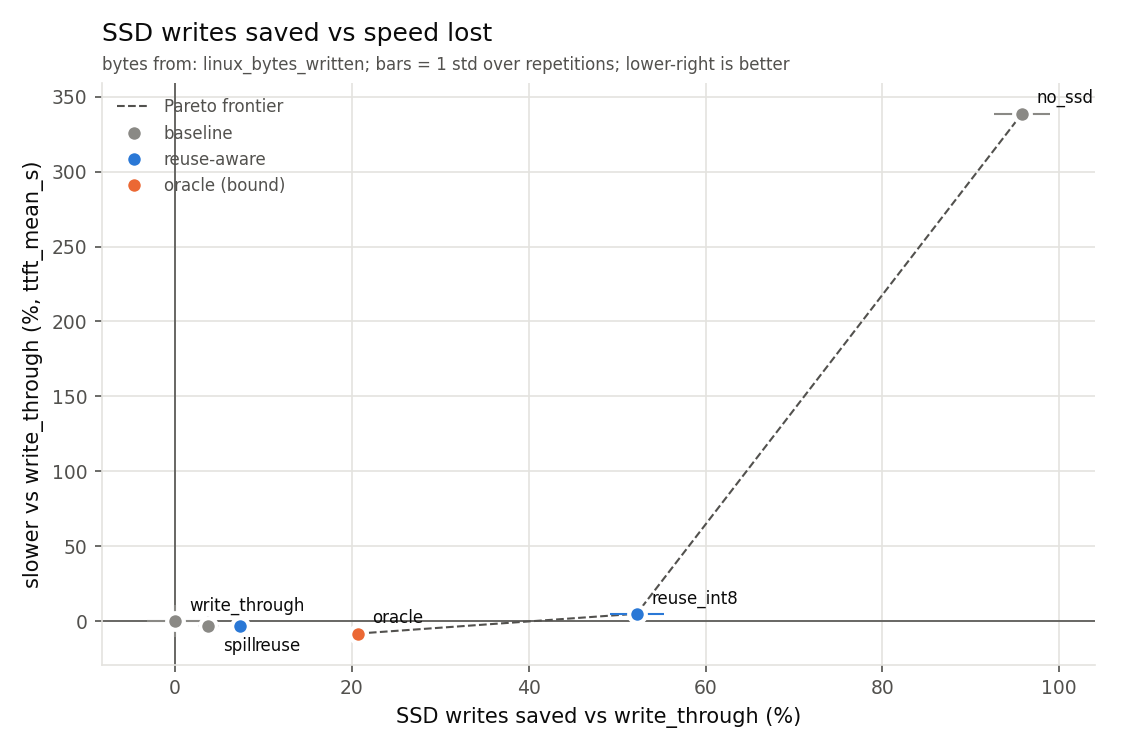 SSD writes saved vs speed lost
bytes from: linux_bytes_written; bars = 1 std over repetitions; lower-right is better
slower vs write_through (%, ttft_mean_s)
350
300
250
200
150
100
50
0
Pareto frontier
baseline
reuse-aware
oracle (bound)
no_ssd
reuse_int8
write_through
oracle
spill
reuse
0
20
40
60
80
100
SSD writes saved vs write_through (%)